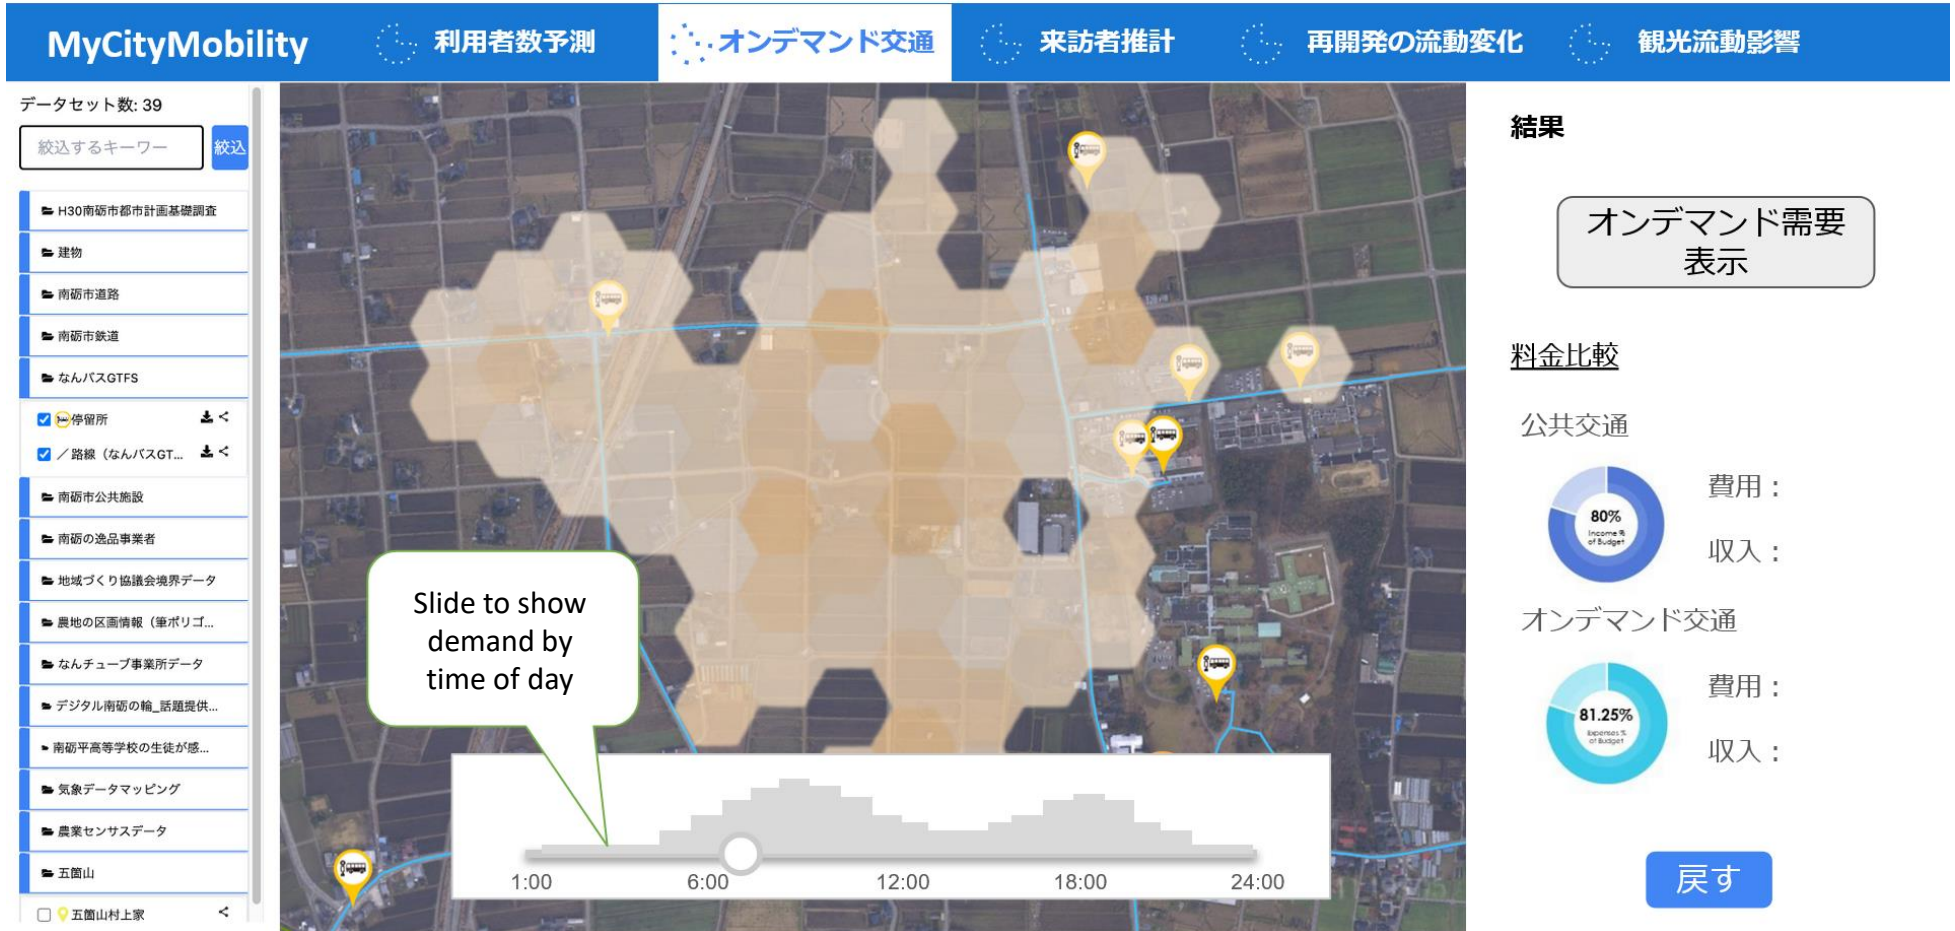 MyCityMobility
利用者数予測
オンデマンド交通
来訪者推計
再開発の流動変化
観光流動影響
データセット数: 39
絞込するキーワー
絞込
H30南砺市都市計画基礎調査
建物
南砺市道路
南砺市鉄道
なんバスGTFS
停留所
路線（なんバスGT...
南砺市公共施設
南砺の逸品事業者
地域づくり協議会境界データ
農地の区画情報（筆ポリゴ...
なんチューブ事業所データ
デジタル南砺の輪_話題提供...
南砺平高等学校の生徒が感...
気象データマッピング
農業センサスデータ
五箇山
五箇山村上家
Slide to show
demand by
time of day
1:00
6:00
12:00
18:00
24:00
結果
オンデマンド需要
表示
料金比較
公共交通
80%
Income %
of Budget
費用：
収入：
オンデマンド交通
81.25%
Expenses %
of Budget
費用：
収入：
戻す